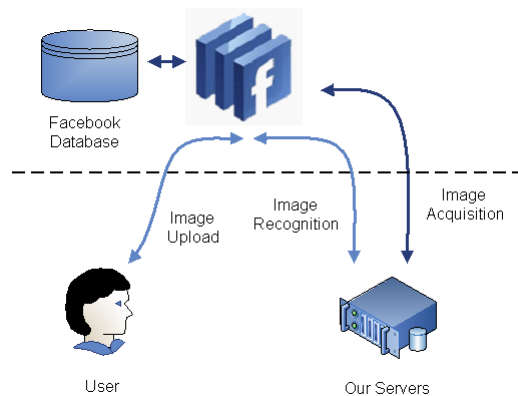 f
Facebook
Database
Image
Upload
Image
Recognition
Image
Acquisition
User
Our Servers